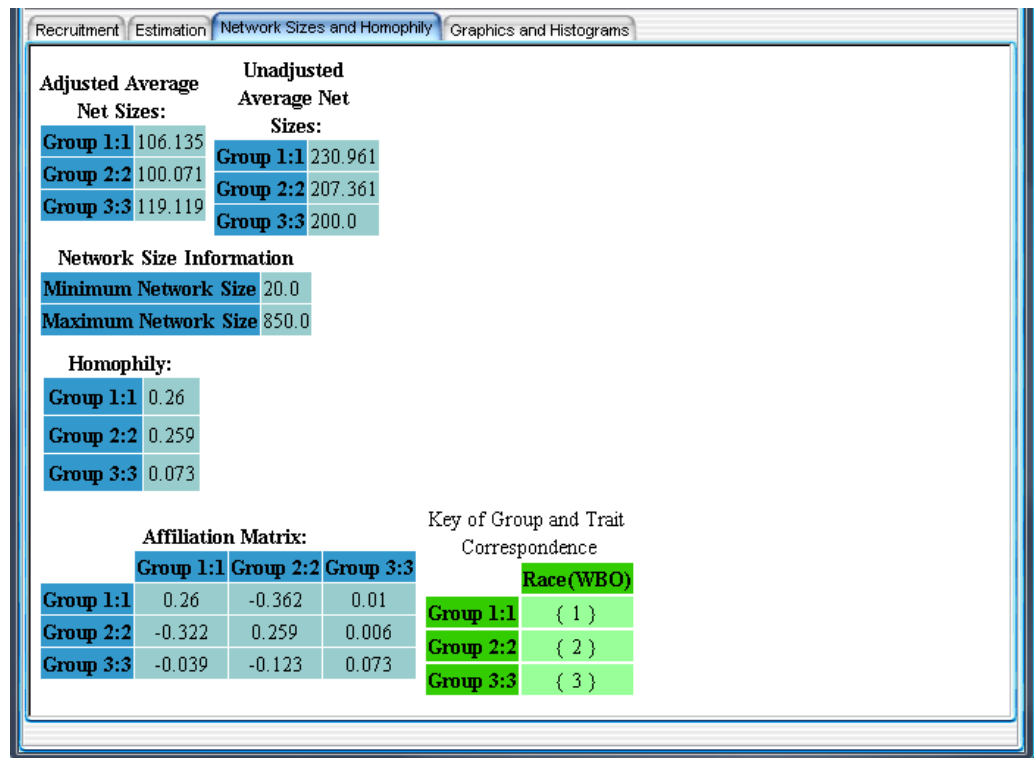 Recruitment Estimation Network Sizes and Homophily Graphics and Histograms
Adjusted Average
Net Sizes:
Group 1:1 106.135
Group 2:2 100.071
Group 3:3 119.119
Unadjusted
Average Net
Sizes:
Group 1:1 230.961
Group 2:2 207.361
Group 3:3 200.0
Network Size Information
Minimum Network Size 20.0
Maximum Network Size 850.0
Homophily:
Group 1:1 0.26
Group 2:2 0.259
Group 3:3 0.073
Affiliation Matrix:
Group 1:1 Group 2:2 Group 3:3
Group 1:1 0.26 -0.362 0.01
Group 2:2 -0.322 0.259 0.006
Group 3:3 -0.039 -0.123 0.073
Key of Group and Trait
Correspondence
Race(WBO)
Group 1:1 { 1 }
Group 2:2 { 2 }
Group 3:3 { 3 }